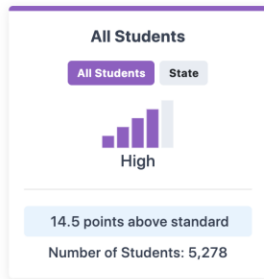 All Students
All Students State
High
14.5 points above standard
Number of Students: 5,278